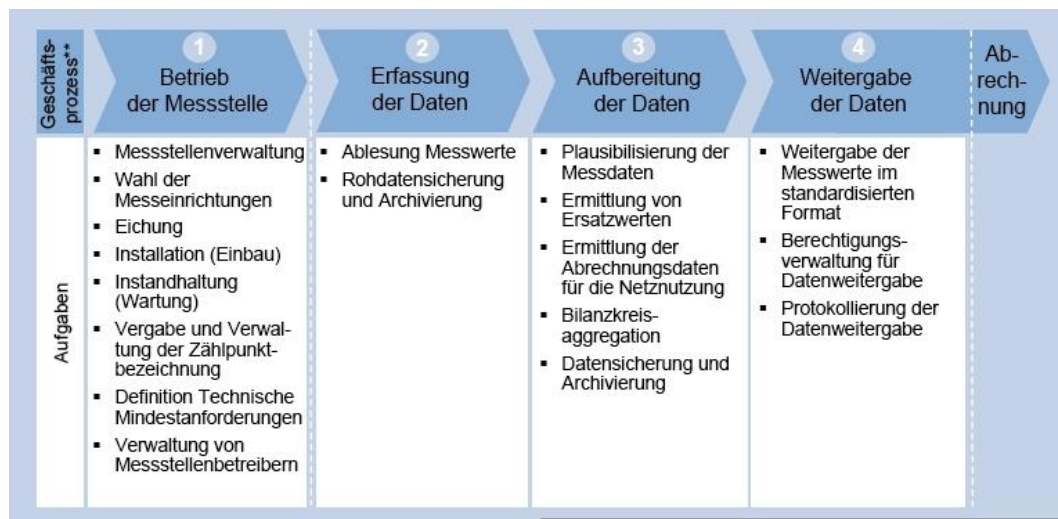 Geschäfts-
prozess**
1
Betrieb
der Messstelle
2
Erfassung
der Daten
3
Aufbereitung
der Daten
4
Weitergabe
der Daten
Ab-
rech-
nung
Aufgaben
▪ Messstellenverwaltung
▪ Wahl der
Messeinrichtungen
▪ Eichung
▪ Installation (Einbau)
▪ Instandhaltung
(Wartung)
▪ Vergabe und Verwal-
tung der Zählpunkt-
bezeichnung
▪ Definition Technische
Mindestanforderungen
▪ Verwaltung von
Messstellenbetreibern
▪ Ablesung Messwerte
▪ Rohdatensicherung
und Archivierung
▪ Plausibilisierung der
Messdaten
▪ Ermittlung von
Ersatzwerten
▪ Ermittlung der
Abrechnungsdaten
für die Netznutzung
▪ Bilanzkreis-
aggregation
▪ Datensicherung und
Archivierung
▪ Weitergabe der
Messwerte im
standardisierten
Format
▪ Berechtigungs-
verwaltung für
Datenweitergabe
▪ Protokollierung der
Datenweitergabe